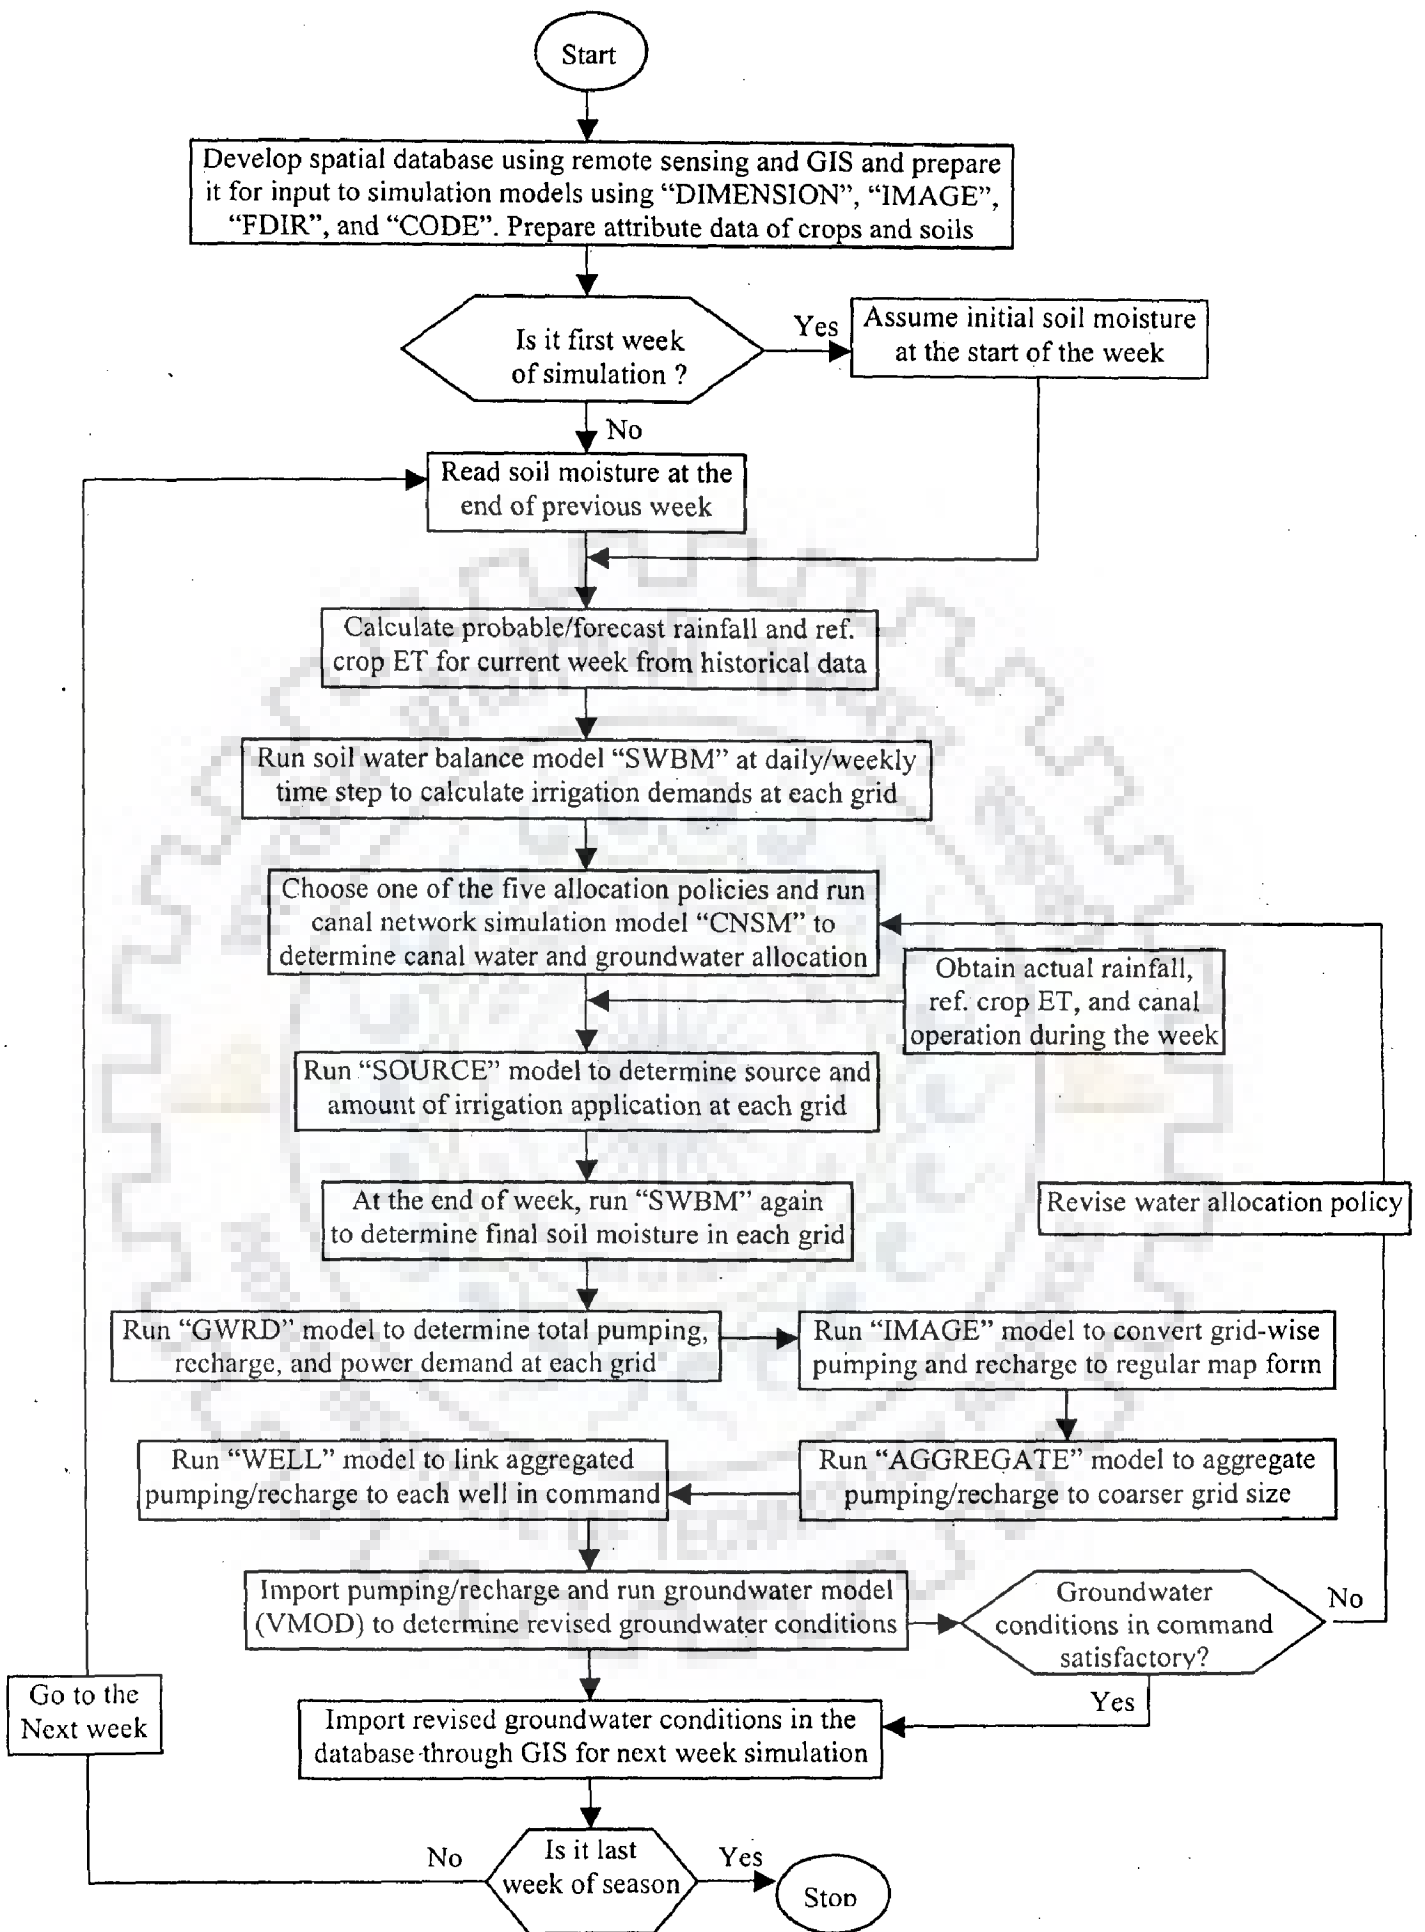 Start
Develop spatial database using remote sensing and GIS and prepare
it for input to simulation models using “DIMENSION”, “IMAGE”,
“FDIR”, and “CODE”. Prepare attribute data of crops and soils
Is it first week
of simulation ?
Yes
Assume initial soil moisture
at the start of the week
No
Read soil moisture at the
end of previous week
Calculate probable/forecast rainfall and ref.
crop ET for current week from historical data
Run soil water balance model “SWBM” at daily/weekly
time step to calculate irrigation demands at each grid
Choose one of the five allocation policies and run
canal network simulation model “CNSM” to
determine canal water and groundwater allocation
Obtain actual rainfall,
ref. crop ET, and canal
operation during the week
Run “SOURCE” model to determine source and
amount of irrigation application at each grid
At the end of week, run “SWBM” again
to determine final soil moisture in each grid
Revise water allocation policy
Run “GWRD” model to determine total pumping,
recharge, and power demand at each grid
Run “IMAGE” model to convert grid-wise
pumping and recharge to regular map form
Run “WELL” model to link aggregated
pumping/recharge to each well in command
Run “AGGREGATE” model to aggregate
pumping/recharge to coarser grid size
Import pumping/recharge and run groundwater model
(VMOD) to determine revised groundwater conditions
Groundwater
conditions in command
satisfactory?
No
Yes
Go to the
Next week
Import revised groundwater conditions in the
database through GIS for next week simulation
No
Is it last
week of season
Yes
Stop